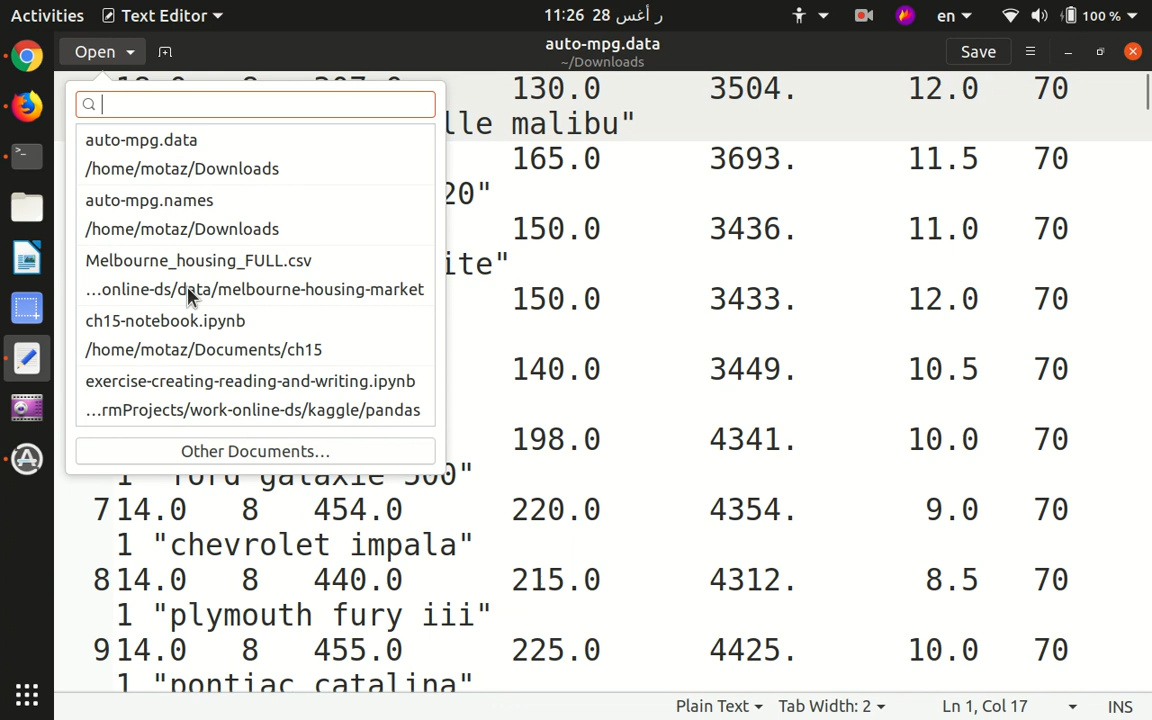 Activities Text Editor 11:26 28 ر أغس en 100 %
Open auto-mpg.data Save
~/Downloads
130.0 3504. 12.0 70
lle malibu"
auto-mpg.data
165.0 3693. 11.5 70
/home/motaz/Downloads
20"
auto-mpg.names
/home/motaz/Downloads
150.0 3436. 11.0 70
Melbourne_housing_FULL.csv
ite"
...online-ds/data/melbourne-housing-market
150.0 3433. 12.0 70
ch15-notebook.ipynb
/home/motaz/Documents/ch15
140.0 3449. 10.5 70
exercise-creating-reading-and-writing.ipynb
...rmProjects/work-online-ds/kaggle/pandas
198.0 4341. 10.0 70
Other Documents...
1 "ford galaxie 500"
7 14.0 8 454.0 220.0 4354. 9.0 70
1 "chevrolet impala"
8 14.0 8 440.0 215.0 4312. 8.5 70
1 "plymouth fury iii"
9 14.0 8 455.0 225.0 4425. 10.0 70
1 "pontiac catalina"
Plain Text Tab Width: 2 Ln 1, Col 17 INS